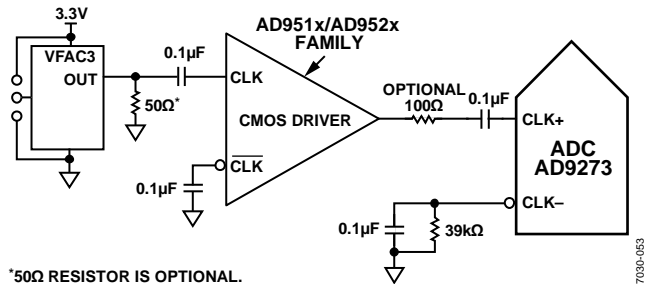 3.3V
VFAC3
OUT
50Ω*
0.1µF
AD951x/AD952x
FAMILY
CLK
CMOS DRIVER
CLK
0.1µF
OPTIONAL
100Ω
0.1µF
CLK+
ADC
AD9273
CLK–
0.1µF
39kΩ
*50Ω RESISTOR IS OPTIONAL.
7030-053